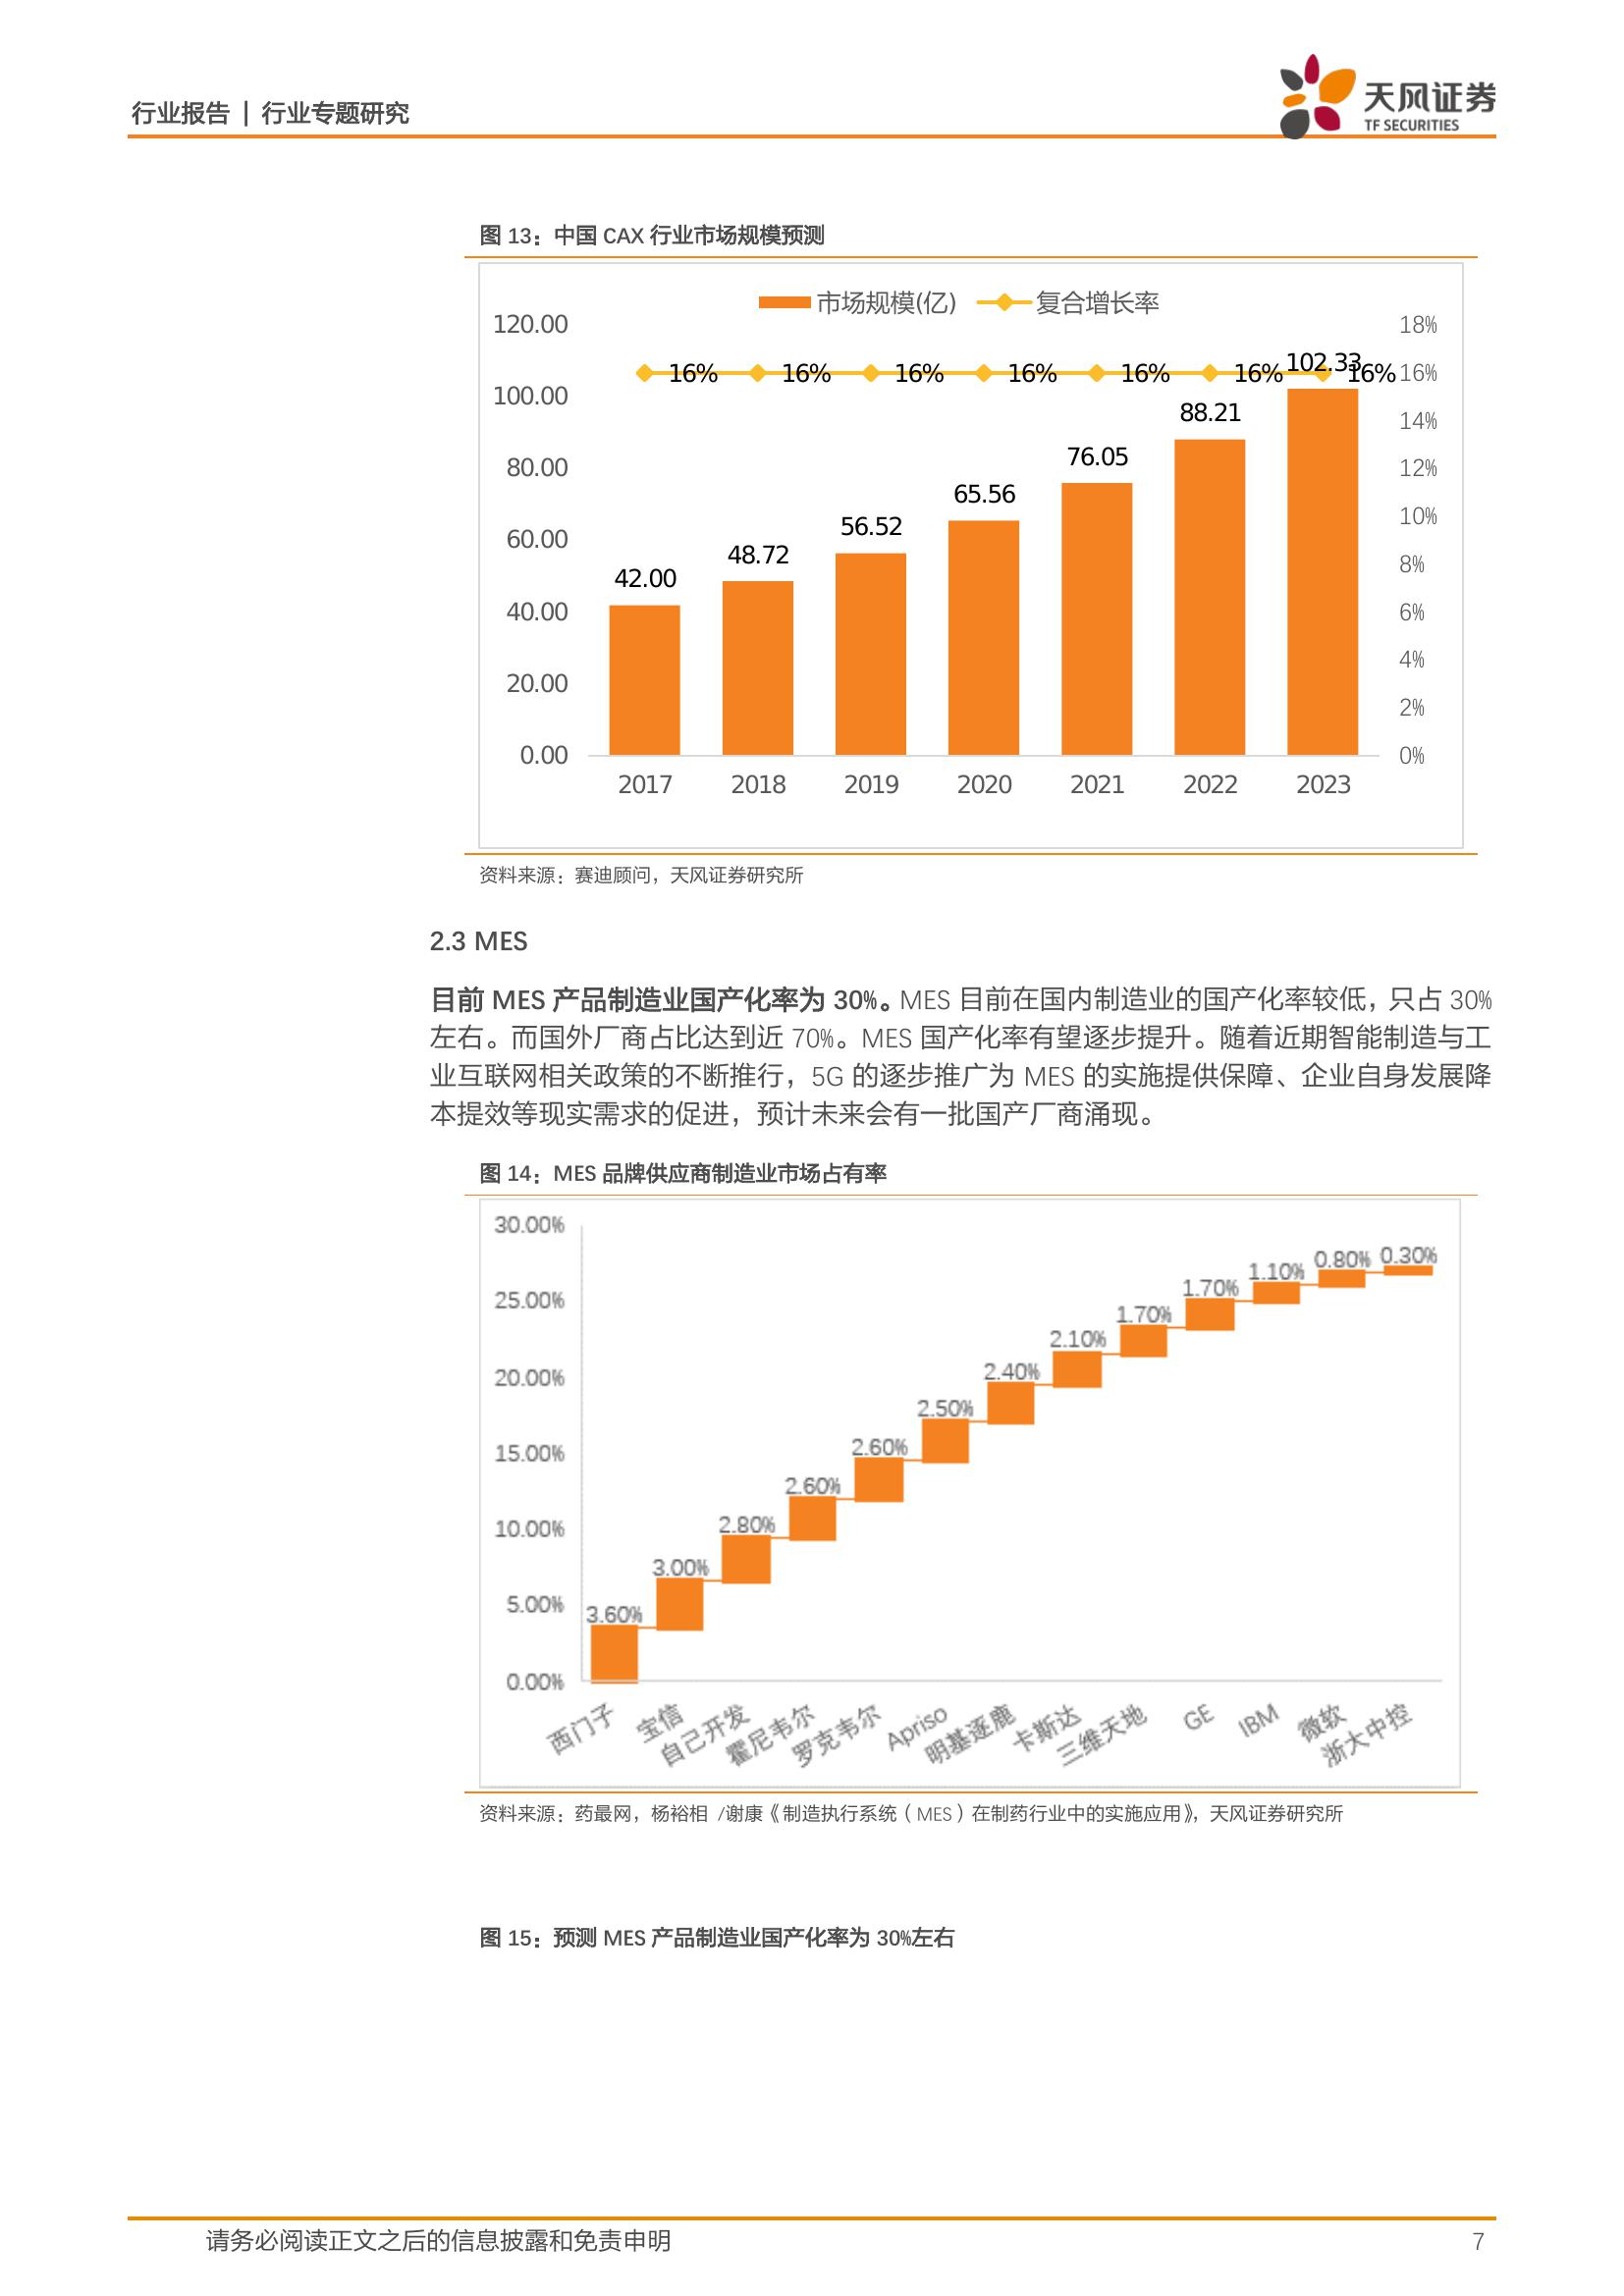 行业报告 | 行业专题研究
天风证券
TF SECURITIES
图 13：中国 CAX 行业市场规模预测
市场规模(亿) 复合增长率
120.00
100.00
80.00
60.00
40.00
20.00
0.00
18%
16%
14%
12%
10%
8%
6%
4%
2%
0%
16% 16% 16% 16% 16% 16% 16%
42.00 48.72 56.52 65.56 76.05 88.21 102.33
2017 2018 2019 2020 2021 2022 2023
资料来源：赛迪顾问，天风证券研究所
2.3 MES
目前 MES 产品制造业国产化率为 30%。MES 目前在国内制造业的国产化率较低，只占 30%
左右。而国外厂商占比达到近 70%。MES 国产化率有望逐步提升。随着近期智能制造与工
业互联网相关政策的不断推行，5G 的逐步推广为 MES 的实施提供保障、企业自身发展降
本提效等现实需求的促进，预计未来会有一批国产厂商涌现。
图 14：MES 品牌供应商制造业市场占有率
30.00%
25.00%
20.00%
15.00%
10.00%
5.00%
0.00%
3.60% 3.00% 2.80% 2.60% 2.60% 2.50% 2.40% 2.10% 1.70% 1.70% 1.10% 0.80% 0.30%
西门子 宝信 自己开发 霍尼韦尔 罗克韦尔 Apriso 明基逐鹿 卡斯达 三维天地 GE IBM 微软 浙大中控
资料来源：药最网，杨裕相 /谢康《制造执行系统（MES）在制药行业中的实施应用》，天风证券研究所
图 15：预测 MES 产品制造业国产化率为 30%左右
请务必阅读正文之后的信息披露和免责申明
7